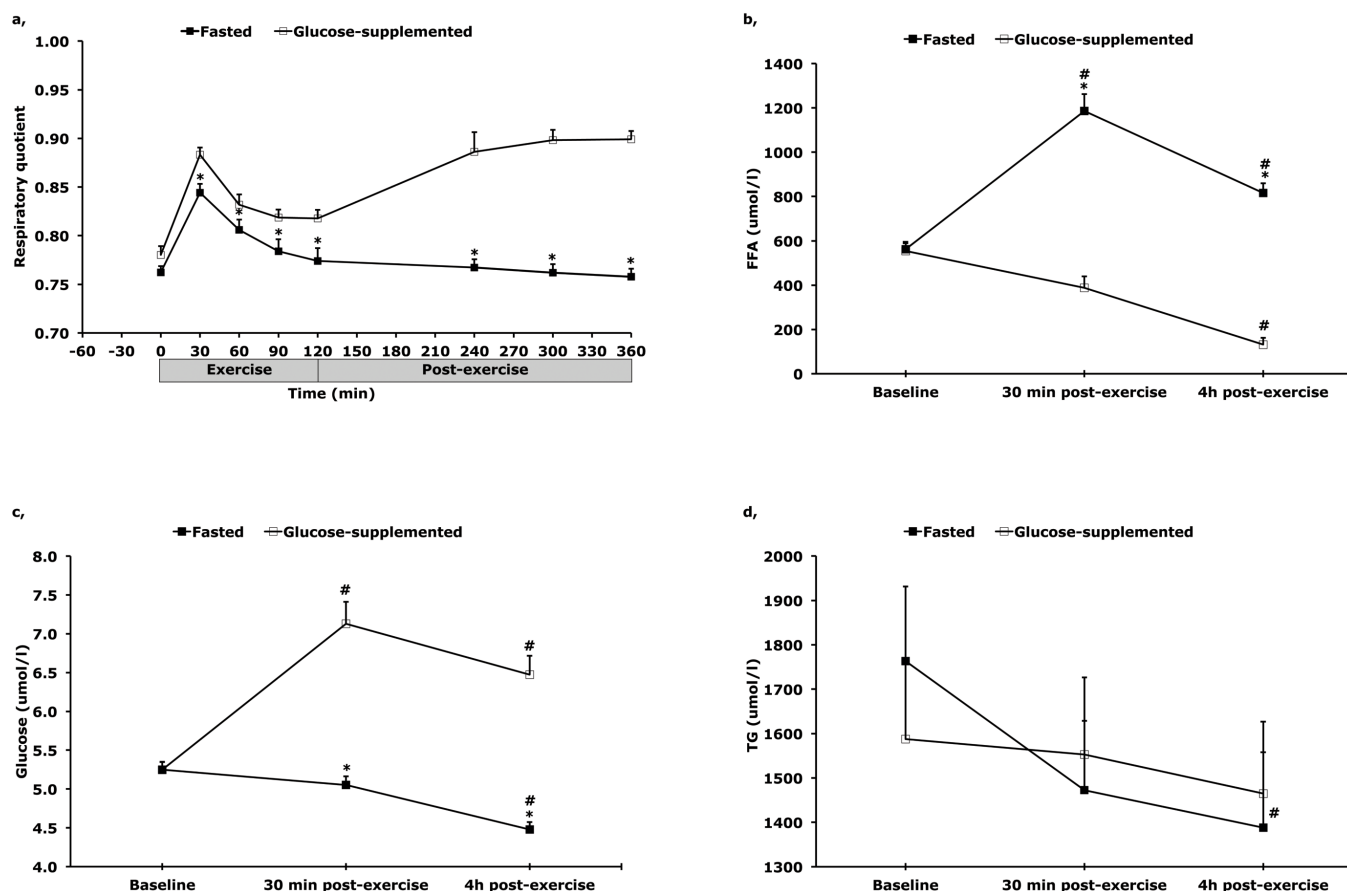 a,
Fasted Glucose-supplemented
1.00
0.95
0.90
0.85
0.80
0.75
0.70
Respiratory quotient
* * * * * * * *
-60 -30 0 30 60 90 120 150 180 210 240 270 300 330 360
Exercise Post-exercise
Time (min)
b,
Fasted Glucose-supplemented
1400
1200
1000
800
600
400
200
0
FFA (umol/l)
#
*
#
*
#
Baseline 30 min post-exercise 4h post-exercise
c,
Fasted Glucose-supplemented
8.0
7.5
7.0
6.5
6.0
5.5
5.0
4.5
4.0
Glucose (umol/l)
#
#
*
#
*
Baseline 30 min post-exercise 4h post-exercise
d,
Fasted Glucose-supplemented
2000
1900
1800
1700
1600
1500
1400
1300
TG (umol/l)
#
Baseline 30 min post-exercise 4h post-exercise